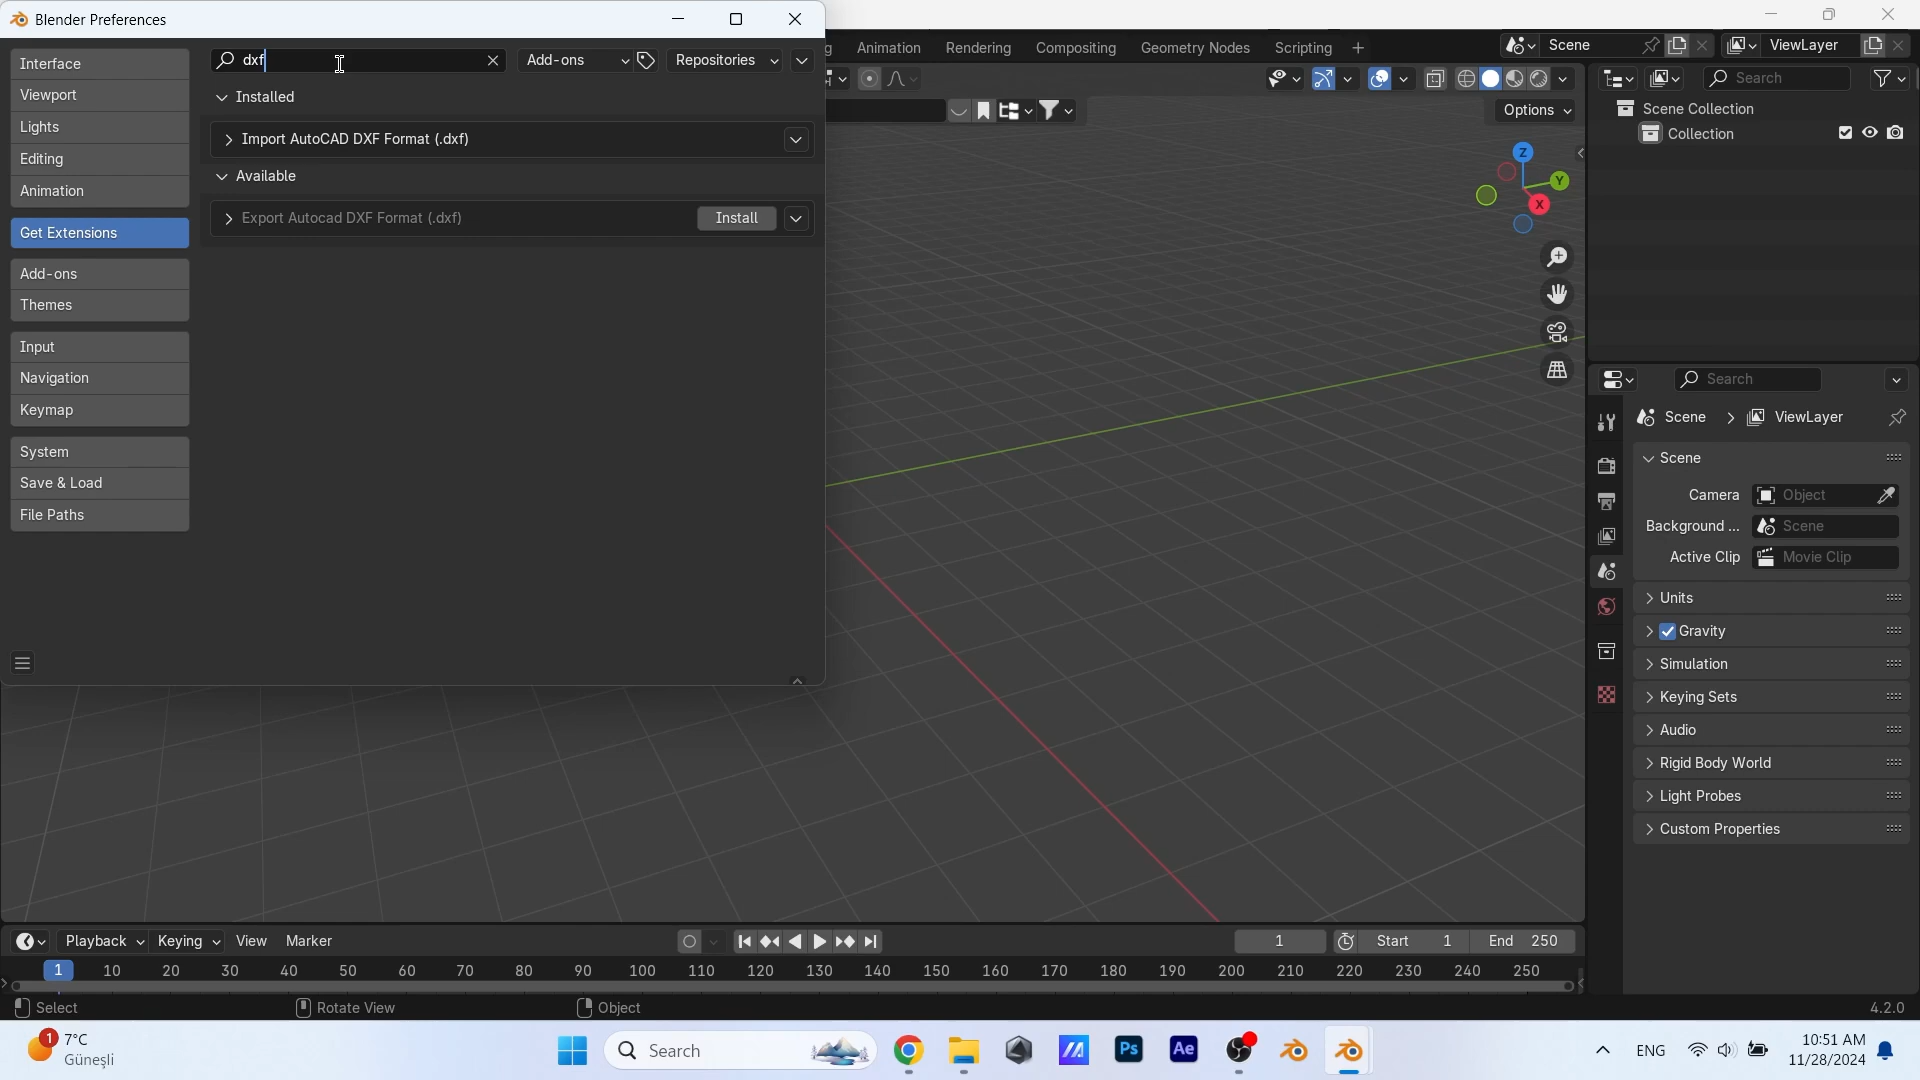 Blender Preferences
Interface
Viewport
Lights
Editing
Animation
Get Extensions
Add-ons
Themes
Input
Navigation
Keymap
System
Save & Load
File Paths
dxf
Add-ons
Repositories
Installed
Import AutoCAD DXF Format (.dxf)
Available
Export Autocad DXF Format (.dxf)
Install
Animation
Rendering
Compositing
Geometry Nodes
Scripting
Scene
ViewLayer
Options
Z
Y
X
Search
Scene Collection
Collection
Search
Scene
ViewLayer
Scene
Camera
Object
Background ...
Scene
Active Clip
Movie Clip
Units
Gravity
Simulation
Keying Sets
Audio
Rigid Body World
Light Probes
Custom Properties
Playback
Keying
View
Marker
1
Start 1
End 250
1 10 20 30 40 50 60 70 80 90 100 110 120 130 140 150 160 170 180 190 200 210 220 230 240 250
Select
Rotate View
Object
4.2.0
1
7°C
Güneşli
Search
Ps
Ae
ENG
10:51 AM
11/28/2024